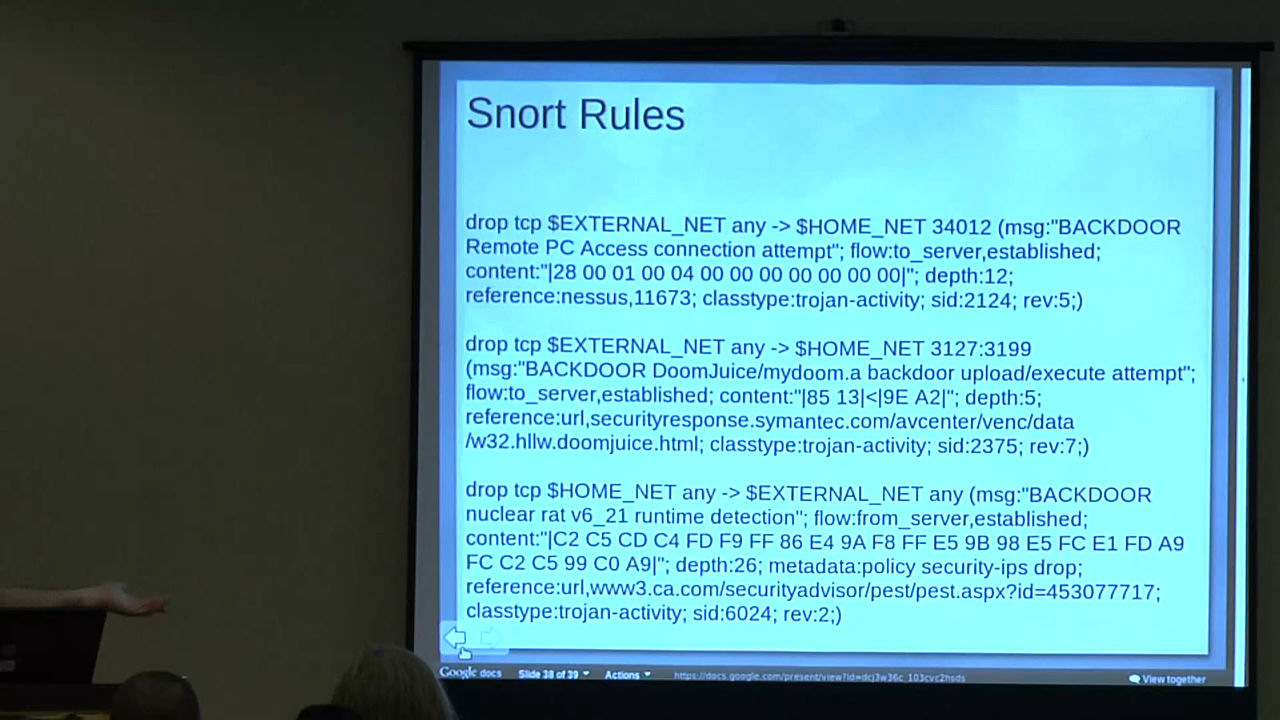 Snort Rules
drop tcp $EXTERNAL_NET any -> $HOME_NET 34012 (msg:"BACKDOOR
Remote PC Access connection attempt"; flow:to_server,established;
content:"|28 00 01 00 04 00 00 00 00 00 00 00|"; depth:12;
reference:nessus,11673; classtype:trojan-activity; sid:2124; rev:5;)
drop tcp $EXTERNAL_NET any -> $HOME_NET 3127:3199
(msg:"BACKDOOR DoomJuice/mydoom.a backdoor upload/execute attempt";
flow:to_server,established; content:"|85 13|<|9E A2|"; depth:5;
reference:url,securityresponse.symantec.com/avcenter/venc/data
/w32.hllw.doomjuice.html; classtype:trojan-activity; sid:2375; rev:7;)
drop tcp $HOME_NET any -> $EXTERNAL_NET any (msg:"BACKDOOR
nuclear rat v6_21 runtime detection"; flow:from_server,established;
content:"|C2 C5 CD C4 FD F9 FF 86 E4 9A F8 FF E5 9B 98 E5 FC E1 FD A9
FC C2 C5 99 C0 A9|"; depth:26; metadata:policy security-ips drop;
reference:url,www3.ca.com/securityadvisor/pest/pest.aspx?id=453077717;
classtype:trojan-activity; sid:6024; rev:2;)
Google docs Slide 38 of 39 Actions View together